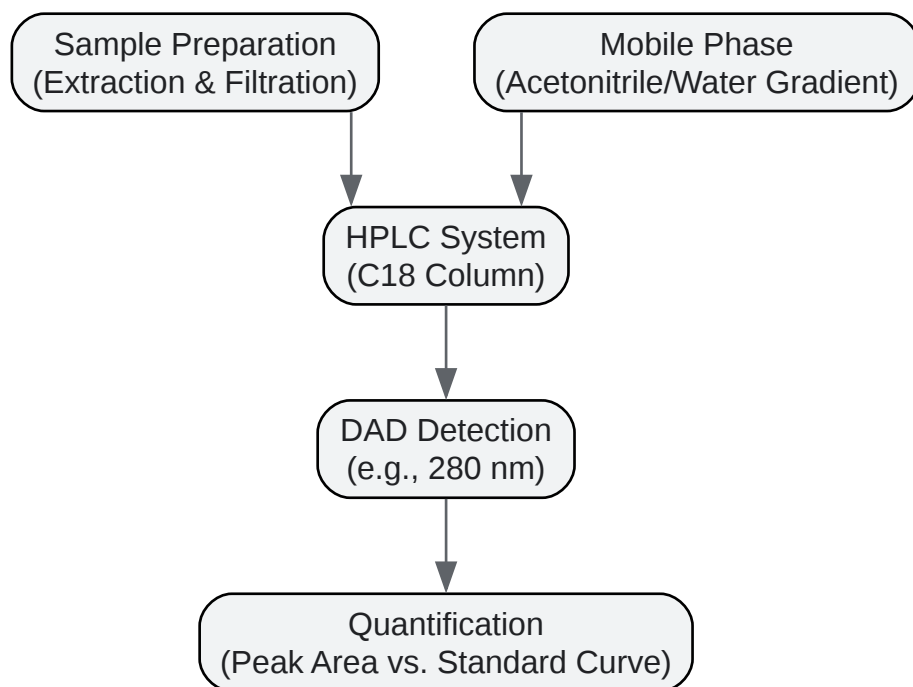 Sample Preparation
(Extraction & Filtration)
Mobile Phase
(Acetonitrile/Water Gradient)
HPLC System
(C18 Column)
DAD Detection
(e.g., 280 nm)
Quantification
(Peak Area vs. Standard Curve)